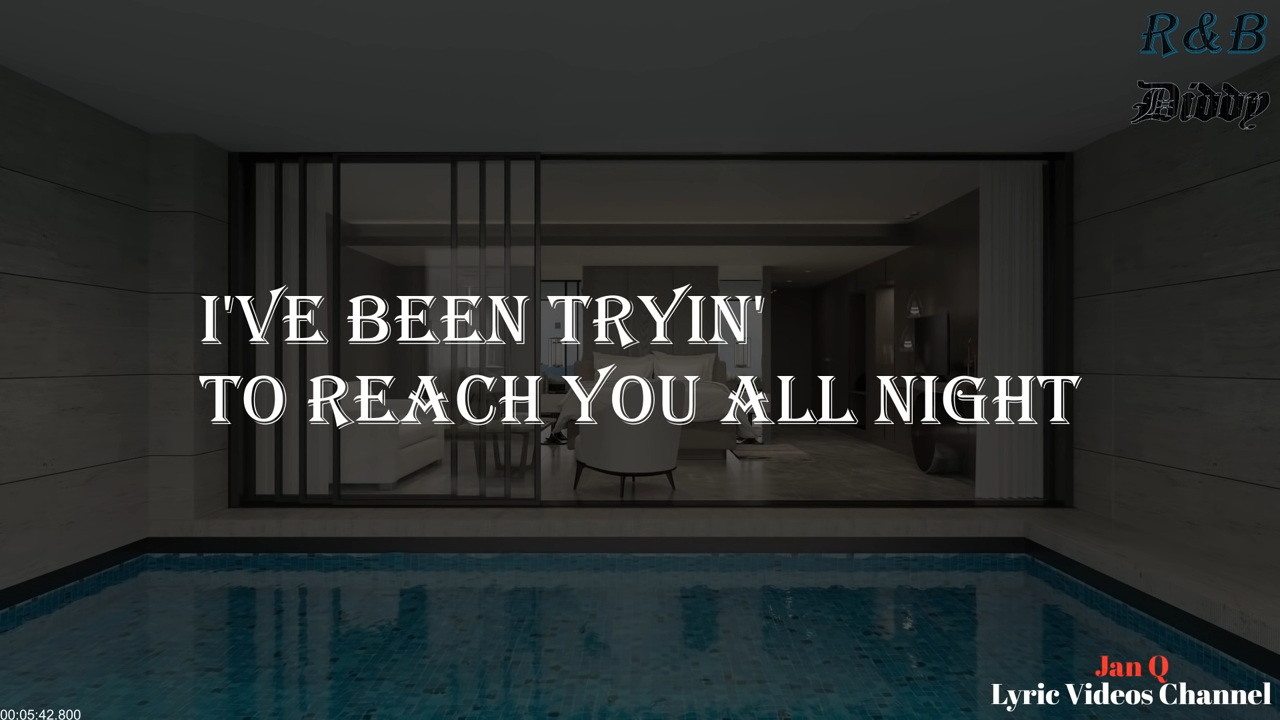 R&B
Diddy
I'VE BEEN TRYIN'
TO REACH YOU ALL NIGHT
Jan Q
Lyric Videos Channel
00:05:42.800